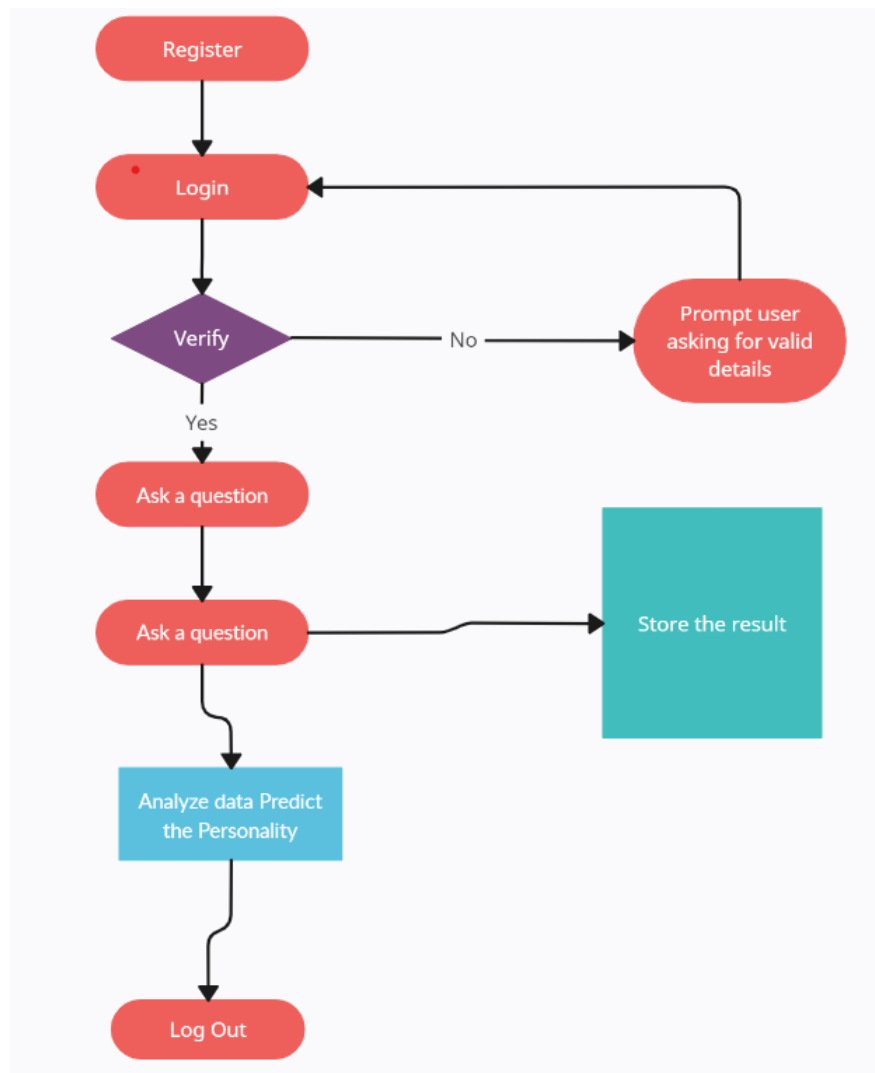 Register
Login
Verify
No
Prompt user
asking for valid
details
Yes
Ask a question
Ask a question
Store the result
Analyze data Predict
the Personality
Log Out